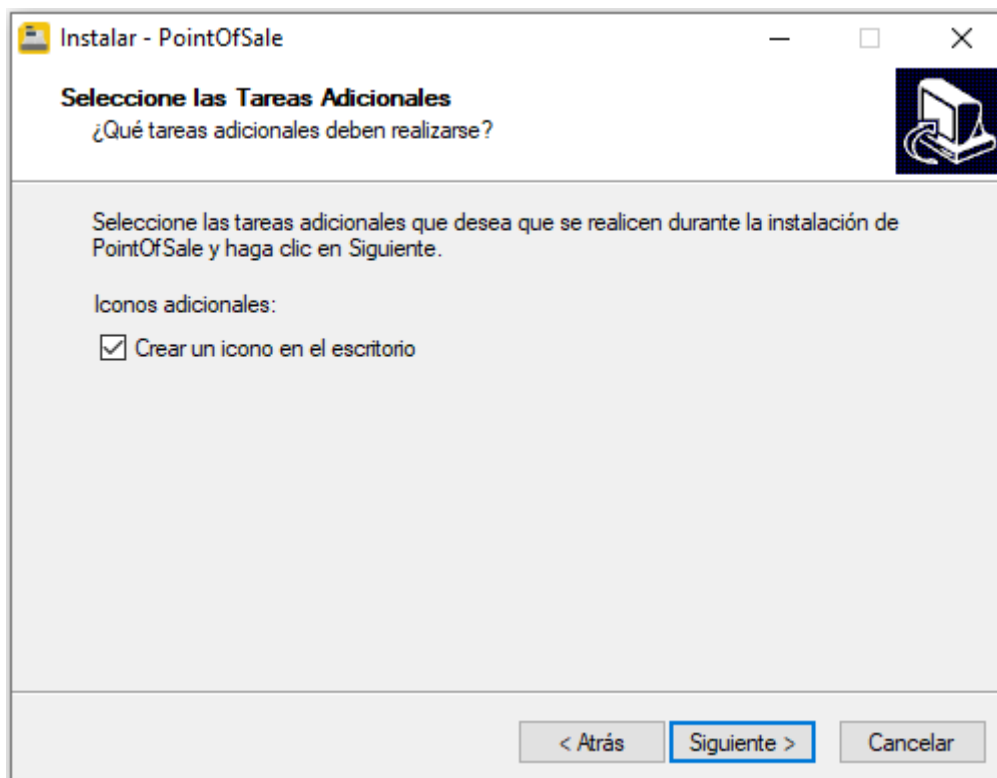 Instalar - PointOfSale
Seleccione las Tareas Adicionales
¿Qué tareas adicionales deben realizarse?
Seleccione las tareas adicionales que desea que se realicen durante la instalación de
PointOfSale y haga clic en Siguiente.
Iconos adicionales:
Crear un icono en el escritorio
< Atrás
Siguiente >
Cancelar